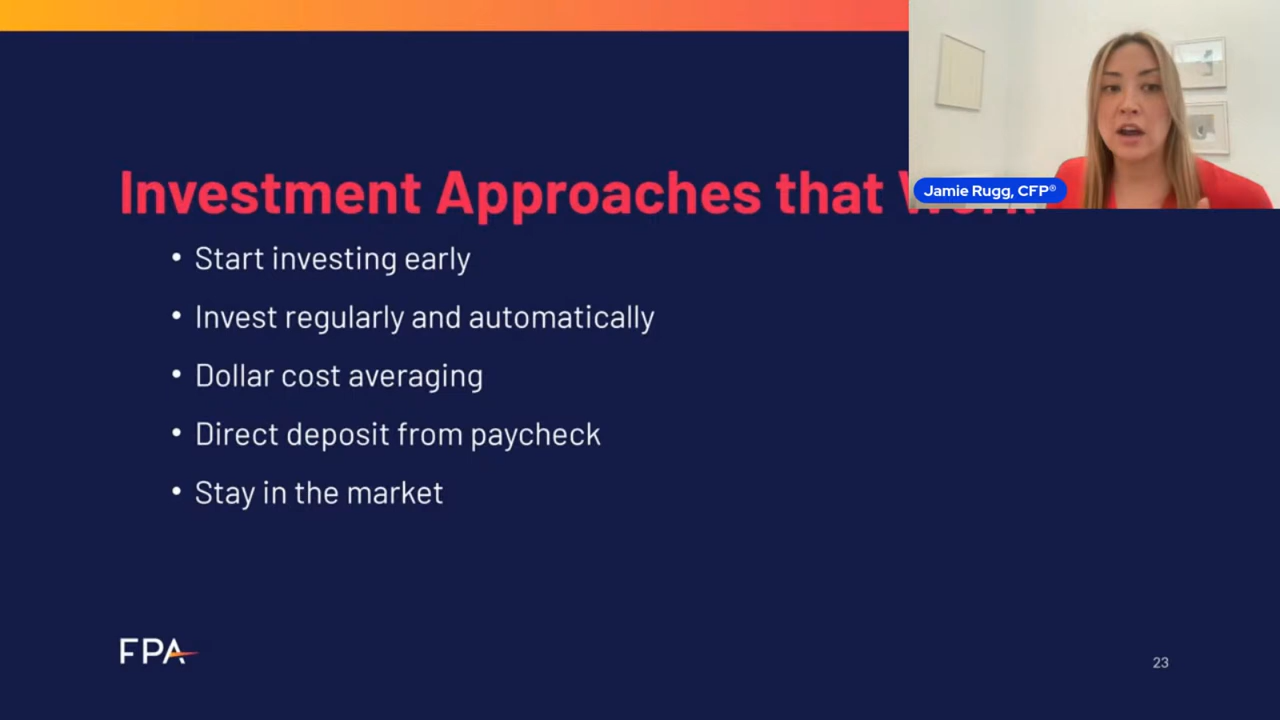 Investment Approaches that
Jamie Rugg, CFP®
• Start investing early
• Invest regularly and automatically
• Dollar cost averaging
• Direct deposit from paycheck
• Stay in the market
FPA
23